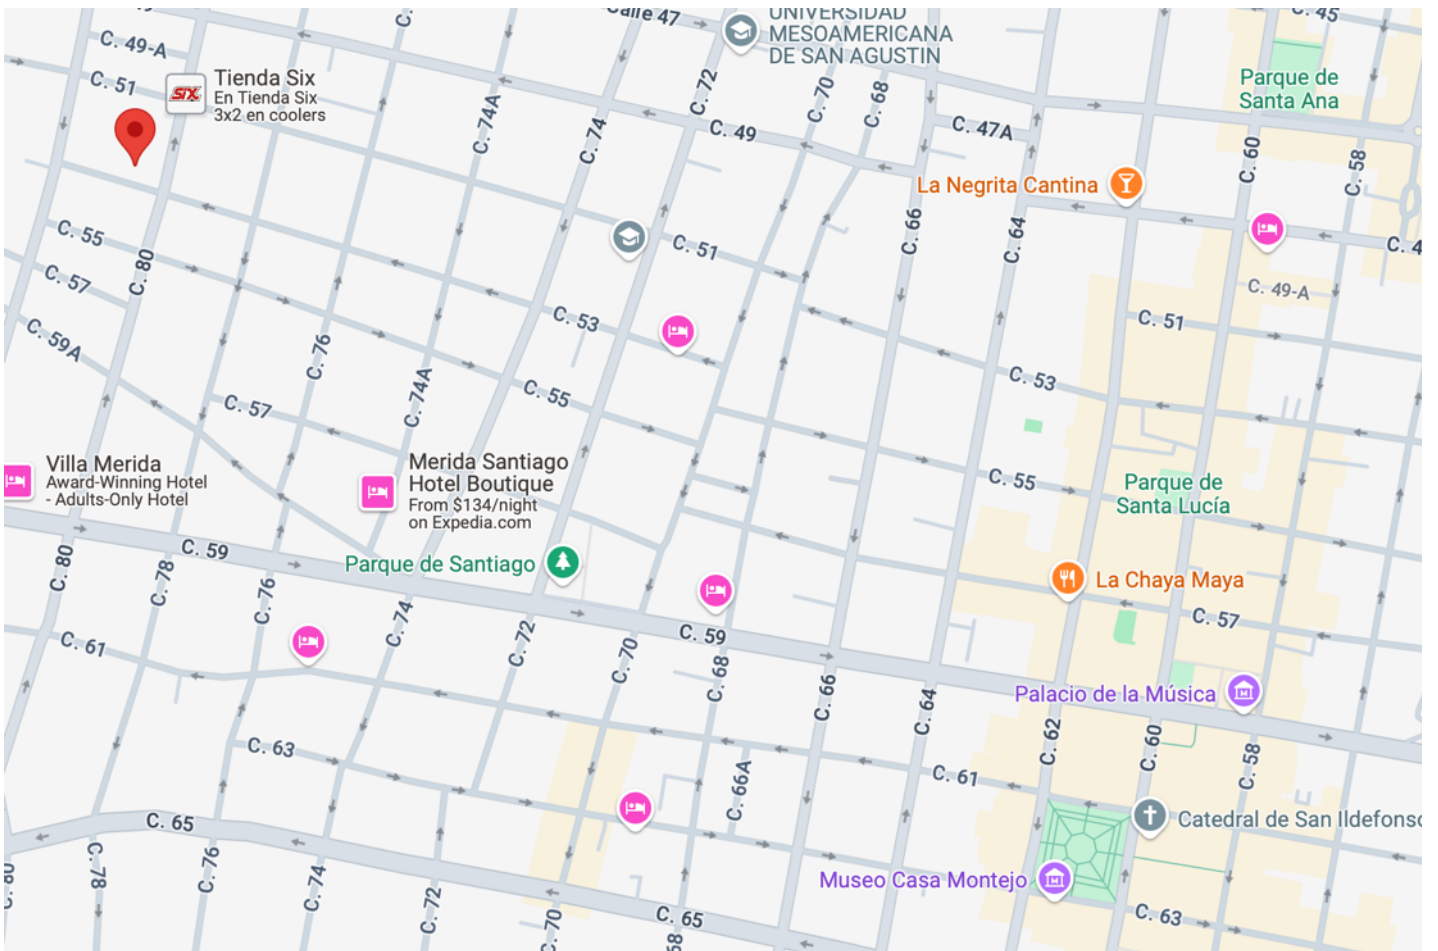 Calle 47
UNIVERSIDAD
MESOAMERICANA
DE SAN AGUSTIN
C. 45
C. 49-A
C. 51
Tienda Six
En Tienda Six
3x2 en coolers
SIX
C. 74A
C. 74
C. 72
C. 49
C. 70
C. 68
C. 47A
Parque de
Santa Ana
C. 60
C. 58
La Negrita Cantina
C. 55
C. 57
C. 80
C. 59A
C. 51
C. 66
C. 64
C. 4
C. 49-A
C. 53
C. 51
C. 76
C. 74A
C. 55
C. 53
C. 57
Villa Merida
Award-Winning Hotel
- Adults-Only Hotel
Merida Santiago
Hotel Boutique
From $134/night
on Expedia.com
C. 55
Parque de
Santa Lucía
C. 59
Parque de Santiago
La Chaya Maya
C. 80
C. 78
C. 76
C. 74
C. 72
C. 59
C. 57
C. 61
C. 70
C. 68
C. 66
C. 64
Palacio de la Música
C. 62
C. 60
C. 58
C. 63
C. 66A
C. 61
C. 65
Catedral de San Ildefonso
C. 78
C. 76
C. 74
C. 72
Museo Casa Montejo
C. 65
C. 63
C. 70
68